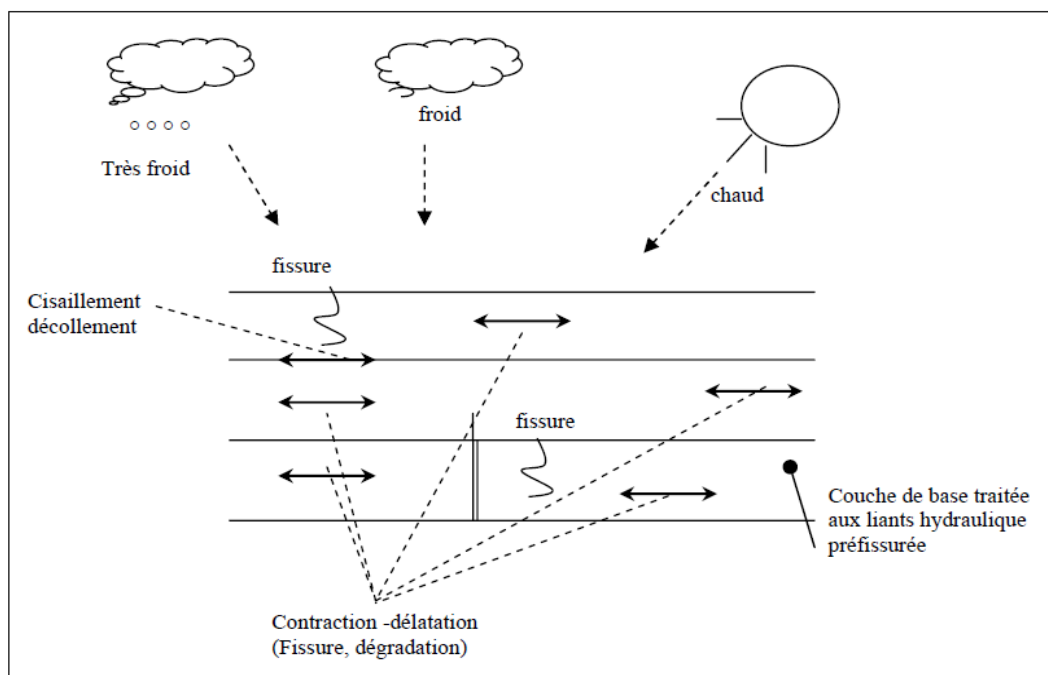 froid
Très froid
chaud
fissure
Cisaillement
décollement
fissure
Couche de base traitée
aux liants hydraulique
préfissurée
Contraction -délatation
(Fissure, dégradation)